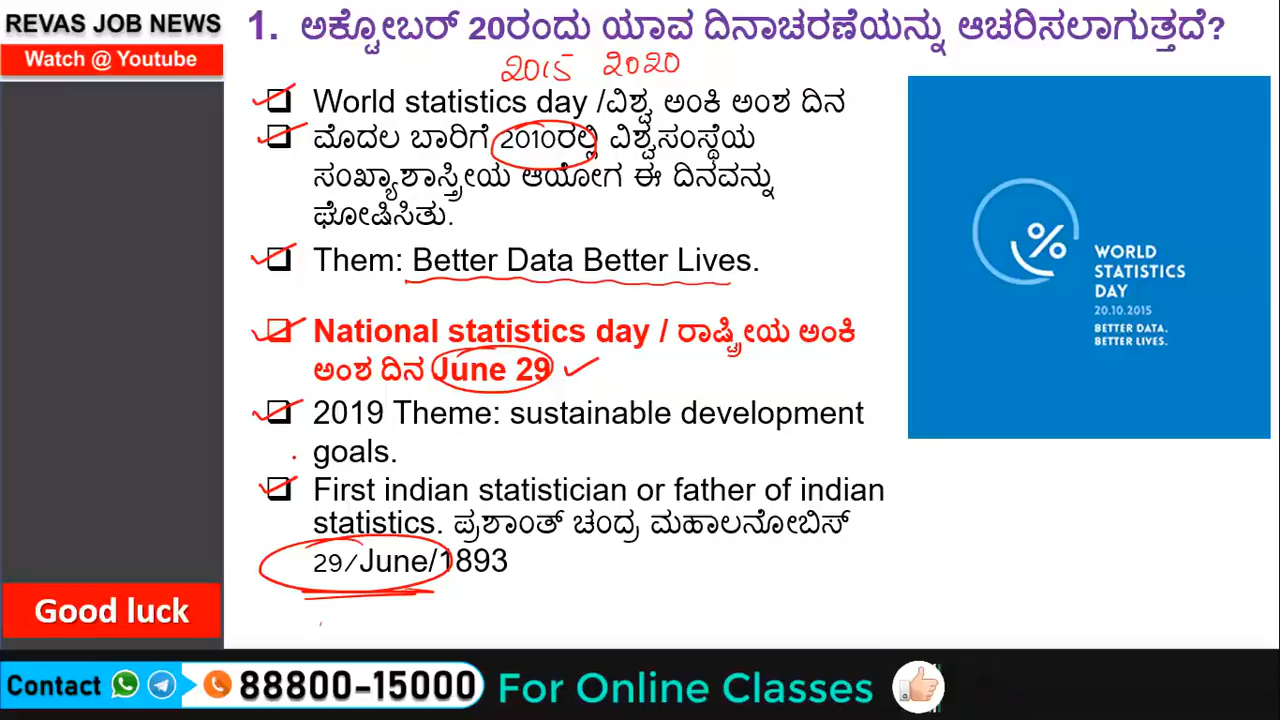 REVAS JOB NEWS
Watch @ Youtube
1. ಅಕ್ಟೋಬರ್ 20ರಂದು ಯಾವ ದಿನಾಚರಣೆಯನ್ನು ಆಚರಿಸಲಾಗುತ್ತದೆ?
2015 2020
World statistics day /ವಿಶ್ವ ಅಂಕಿ ಅಂಶ ದಿನ
ಮೊದಲ ಬಾರಿಗೆ 2010ರಲ್ಲಿ ವಿಶ್ವಸಂಸ್ಥೆಯ
ಸಂಖ್ಯಾಶಾಸ್ತ್ರೀಯ ಆಯೋಗ ಈ ದಿನವನ್ನು
ಘೋಷಿಸಿತು.
Them: Better Data Better Lives.
National statistics day / ರಾಷ್ಟ್ರೀಯ ಅಂಕಿ
ಅಂಶ ದಿನ June 29
2019 Theme: sustainable development
goals.
First indian statistician or father of indian
statistics. ಪ್ರಶಾಂತ್ ಚಂದ್ರ ಮಹಾಲನೋಬಿಸ್
29/June/1893
%
WORLD
STATISTICS
DAY
20.10.2015
BETTER DATA.
BETTER LIVES.
Good luck
Contact 88800-15000 For Online Classes